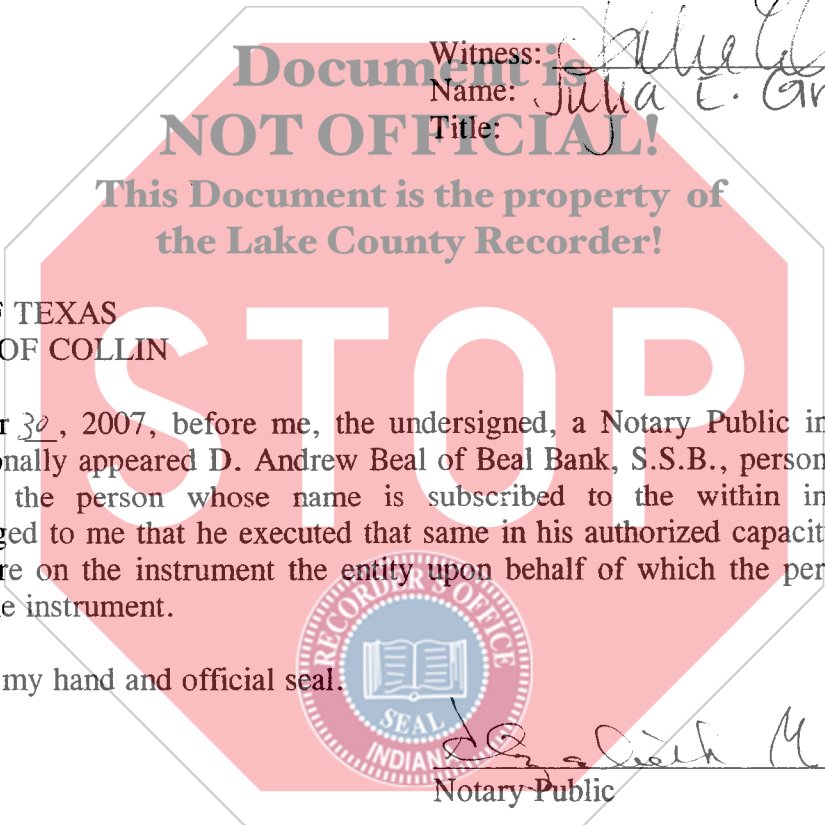 Witness:
Name: Julia E. Gr
Title:
Document is
NOT OFFICIAL!
This Document is the property of
the Lake County Recorder!
STOP
F TEXAS
OF COLLIN
r 30, 2007, before me, the undersigned, a Notary Public in
onally appeared D. Andrew Beal of Beal Bank, S.S.B., person
the person whose name is subscribed to the within in
ged to me that he executed that same in his authorized capacit
re on the instrument the entity upon behalf of which the per
e instrument.
my hand and official seal.
RECORDER'S OFFICE
SEAL
INDIANA
Notary Public